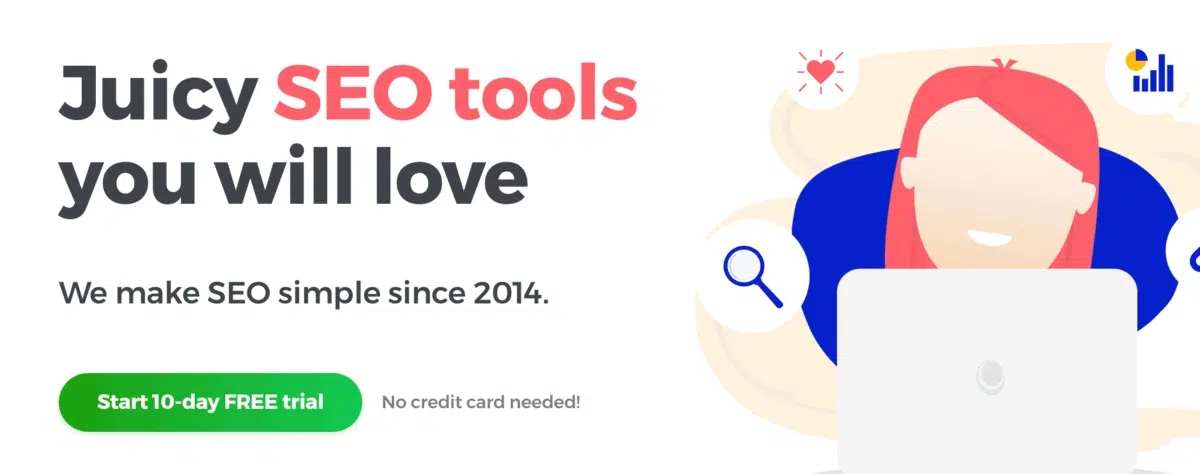 Juicy SEO tools
you will love
We make SEO simple since 2014.
Start 10-day FREE trial
No credit card needed!